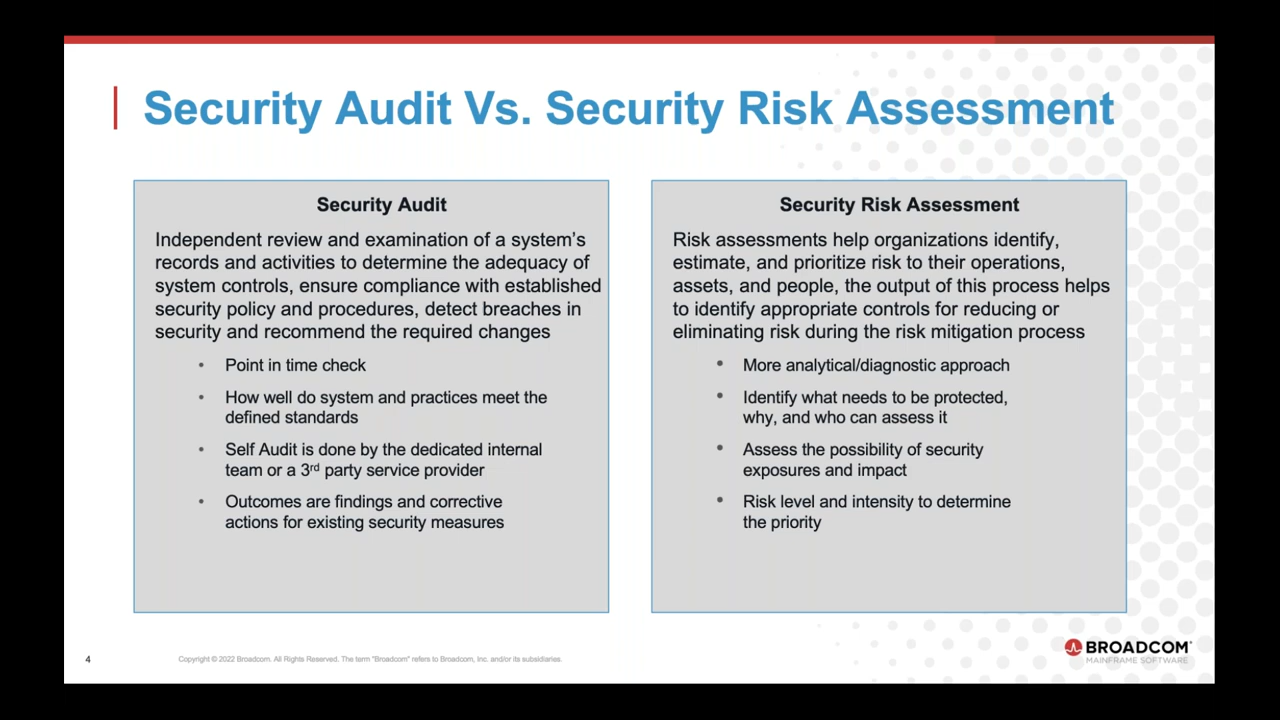 Security Audit Vs. Security Risk Assessment
Security Audit
Independent review and examination of a system's
records and activities to determine the adequacy of
system controls, ensure compliance with established
security policy and procedures, detect breaches in
security and recommend the required changes
• Point in time check
• How well do system and practices meet the
defined standards
• Self Audit is done by the dedicated internal
team or a 3rd party service provider
• Outcomes are findings and corrective
actions for existing security measures
Security Risk Assessment
Risk assessments help organizations identify,
estimate, and prioritize risk to their operations,
assets, and people, the output of this process helps
to identify appropriate controls for reducing or
eliminating risk during the risk mitigation process
• More analytical/diagnostic approach
• Identify what needs to be protected,
why, and who can assess it
• Assess the possibility of security
exposures and impact
• Risk level and intensity to determine
the priority
4
Copyright © 2022 Broadcom. All Rights Reserved. The term "Broadcom" refers to Broadcom, Inc. and/or its subsidiaries.
BROADCOM®
MAINFRAME SOFTWARE